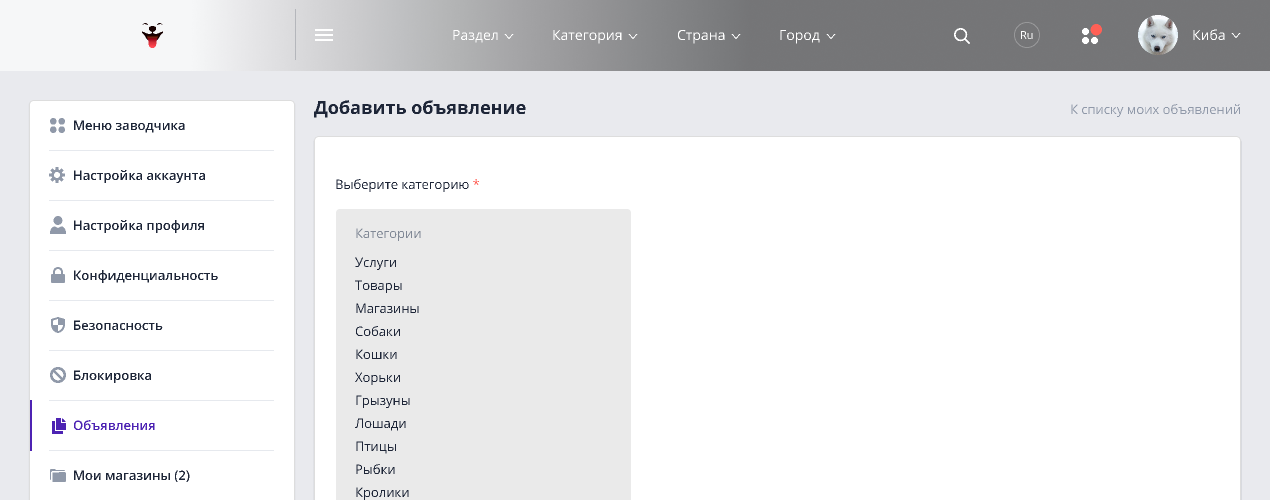 Раздел Категория Страна Город Ru Киба
Добавить объявление
К списку моих объявлений
Меню заводчика
Настройка аккаунта
Настройка профиля
Конфиденциальность
Безопасность
Блокировка
Объявления
Мои магазины (2)
Выберите категорию *
Категории
Услуги
Товары
Магазины
Собаки
Кошки
Хорьки
Грызуны
Лошади
Птицы
Рыбки
Кролики